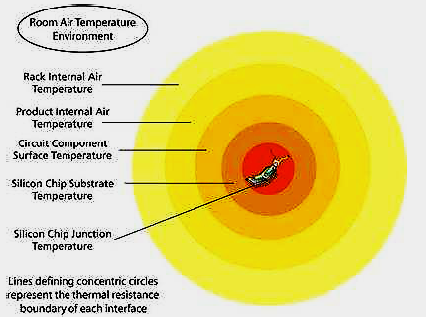 Room Air Temperature
Environment
Rack Internal Air
Temperature
Product Internal Air
Temperature
Circuit Component
Surface Temperature
Silicon Chip Substrate
Temperature
Silicon Chip Junction
Temperature
Lines defining concentric circles
represent the thermal resistance
boundary of each interface